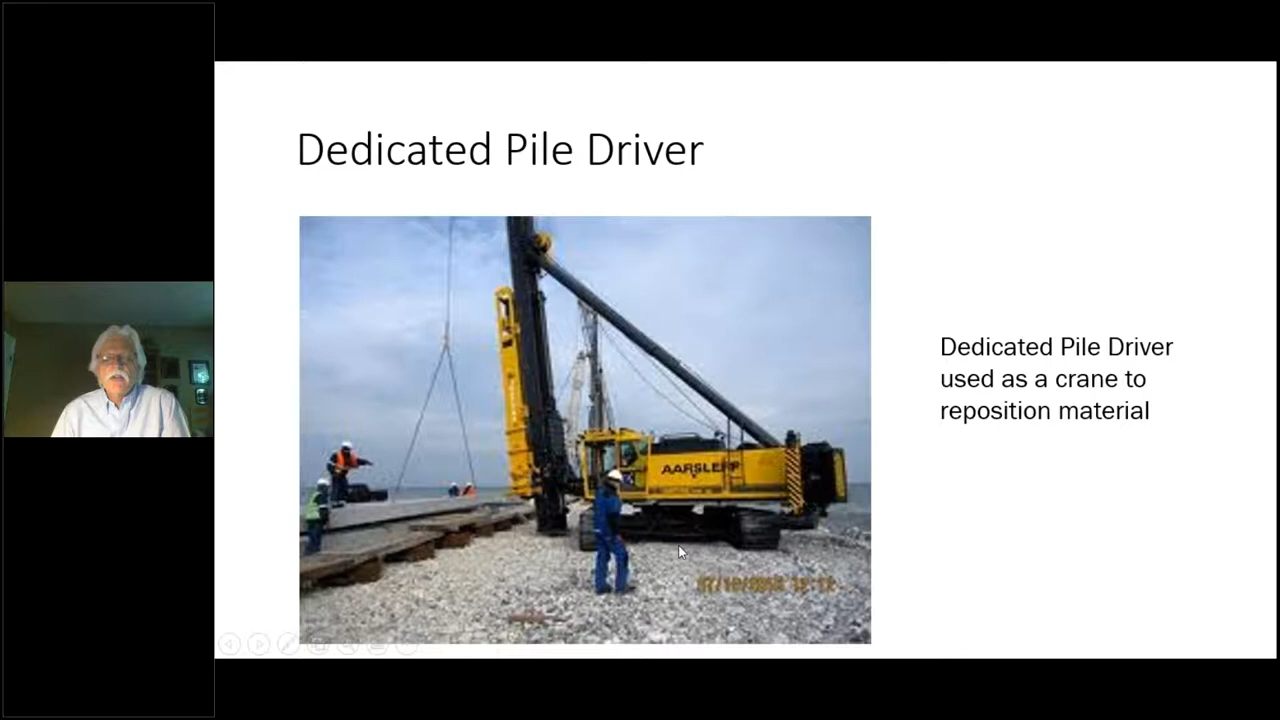 Dedicated Pile Driver
AARSLEFF
Dedicated Pile Driver
used as a crane to
reposition material